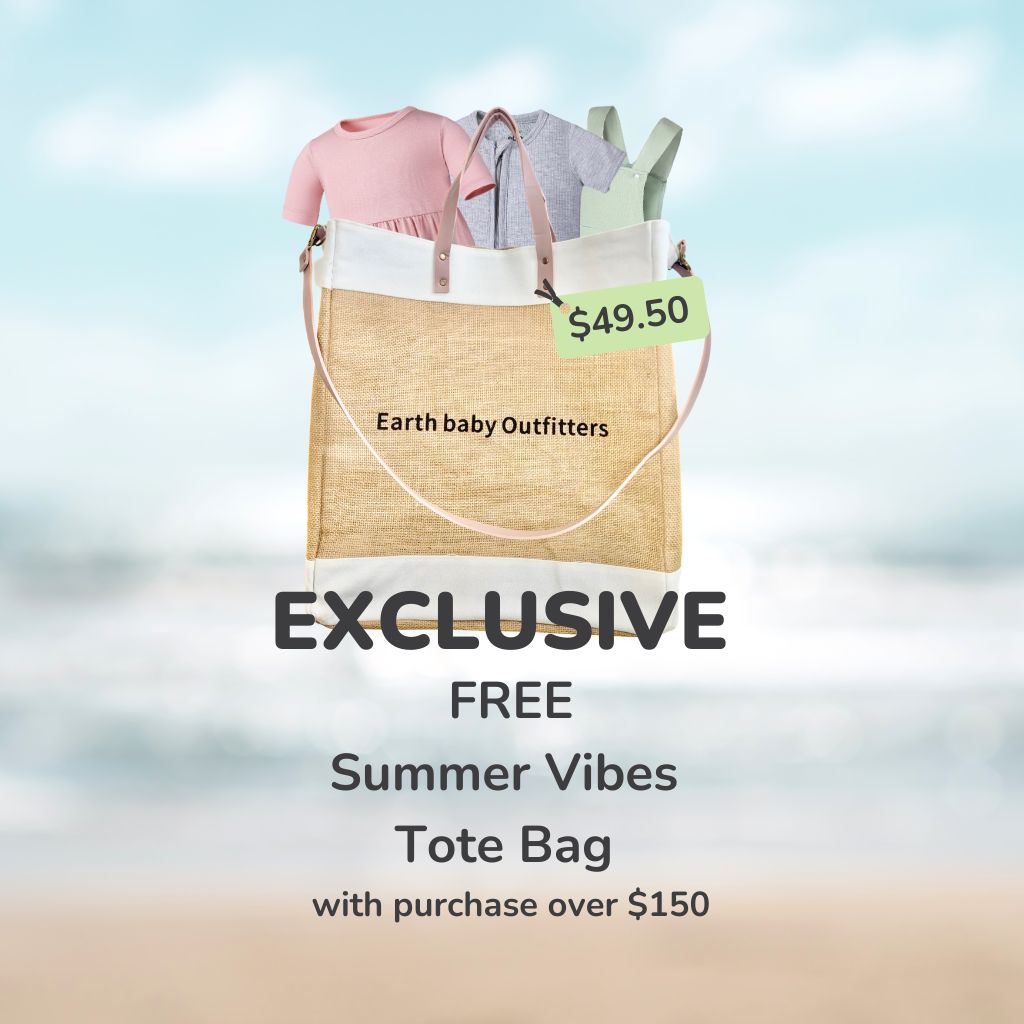 $49.50
Earth baby Outfitters
EXCLUSIVE
FREE
Summer Vibes
Tote Bag
with purchase over $150